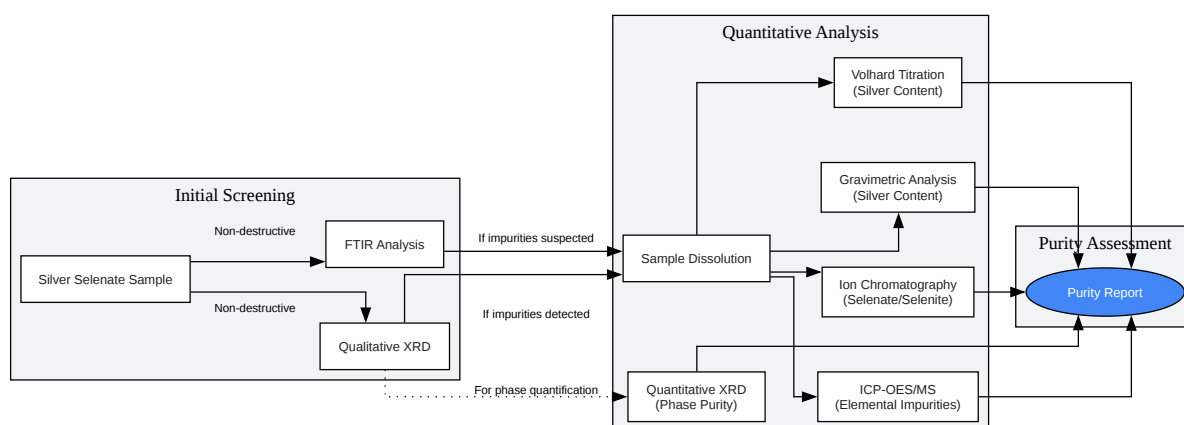 Quantitative Analysis
Volhard Titration
(Silver Content)
Initial Screening
Gravimetric Analysis
(Silver Content)
Non-destructive
FTIR Analysis
If impurities suspected
Purity Assessment
Silver Selenate Sample
Sample Dissolution
Ion Chromatography
(Selenate/Selenite)
Purity Report
Non-destructive
If impurities detected
Qualitative XRD
For phase quantification
Quantitative XRD
(Phase Purity)
ICP-OES/MS
(Elemental Impurities)